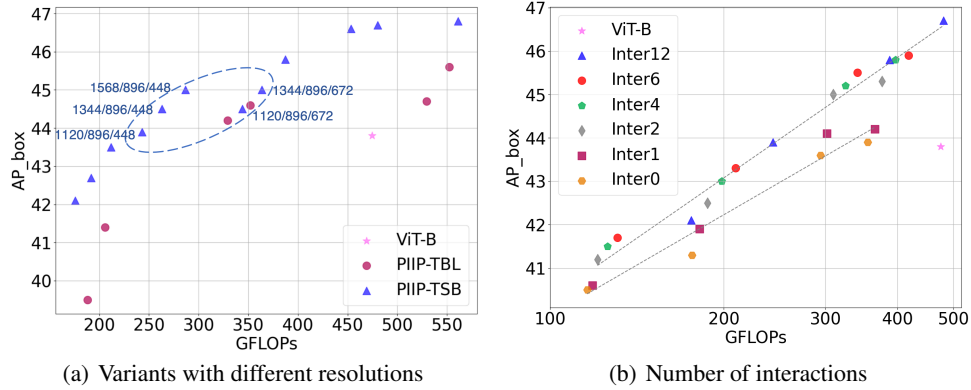 47
46
45
44
43
42
41
40
AP_box
1568/896/448
1344/896/448
1120/896/448
1344/896/672
1120/896/672
ViT-B
PIIP-TBL
PIIP-TSB
200 250 300 350 400 450 500 550
GFLOPs
(a) Variants with different resolutions
47
46
45
44
43
42
41
AP_box
ViT-B
Inter12
Inter6
Inter4
Inter2
Inter1
Inter0
100 200 300 400 500
GFLOPs
(b) Number of interactions